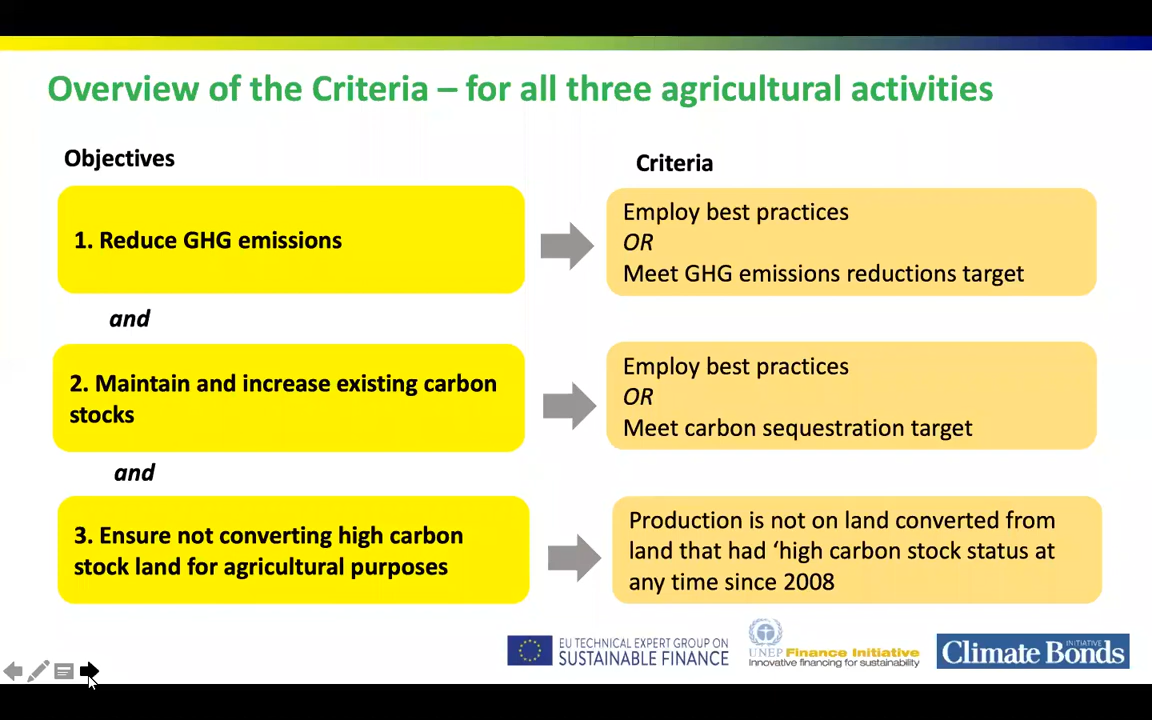 Overview of the Criteria – for all three agricultural activities
Objectives
Criteria
1. Reduce GHG emissions
Employ best practices
OR
Meet GHG emissions reductions target
and
2. Maintain and increase existing carbon
stocks
Employ best practices
OR
Meet carbon sequestration target
and
3. Ensure not converting high carbon
stock land for agricultural purposes
Production is not on land converted from
land that had ‘high carbon stock status at
any time since 2008
EU TECHNICAL EXPERT GROUP ON
SUSTAINABLE FINANCE
UNEP Finance Initiative
Innovative financing for sustainability
Climate Bonds
INITIATIVE